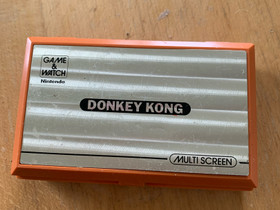 GAME
&
WATCH
Nintendo
DONKEY KONG
MULTI SCREEN